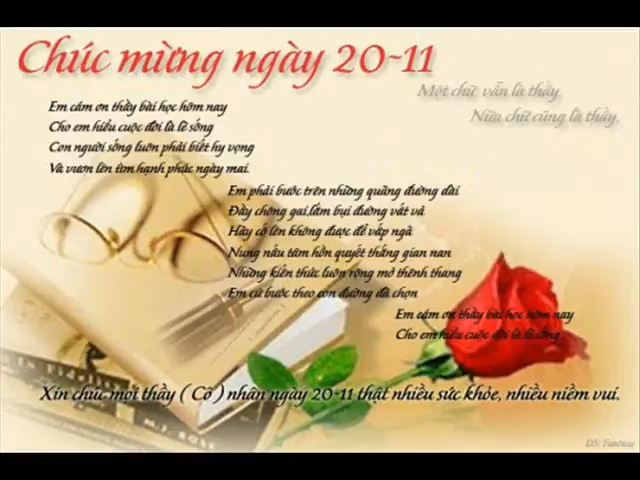 Chúc mừng ngày 20-11
Một chữ vẫn là thầy.
Nửa chữ cũng là thầy.
Em cám ơn thầy bài học hôm nay
Cho em hiểu cuộc đời là lẽ sống
Con người sống luôn phải biết hy vọng
Và vươn lên tìm hạnh phúc ngày mai.
Em phải bước trên những quãng đường dài
Đầy chông gai,lấm bụi đường vất vả
Hãy cố lên không được để vấp ngã
Nung nấu tâm hồn quyết thắng gian nan
Những kiến thức luôn rộng mở thênh thang
Em cứ bước theo con đường đã chọn
Em cám ơn thầy bài học hôm nay
Cho em hiểu cuộc đời là lẽ sống .
Xin chúc mọi thầy ( Cô ) nhân ngày 20-11 thật nhiều sức khỏe, nhiều niềm vui.
M. J. ROSE
DS: Fantasy